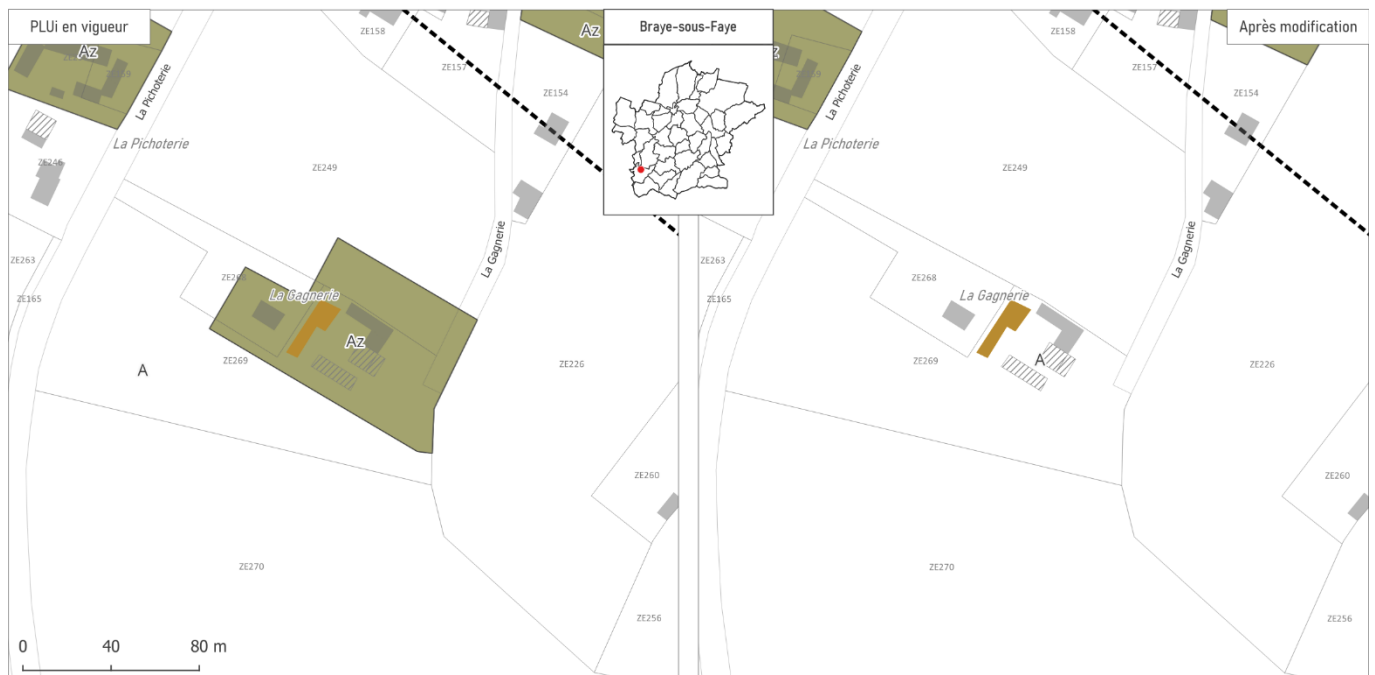 PLUi en vigueur
Az
ZE158
ZE157
Az
ZE154
La Pichoterie
La Pichoterie
ZE246
ZE249
La Gagnerie
ZE263
ZE165
La Gagnerie
Az
ZE269
A
ZE226
ZE260
ZE270
ZE256
0 40 80 m
Braye-sous-Faye
Après modification
ZE158
ZE157
ZE154
La Pichoterie
La Pichoterie
ZE249
La Gagnerie
ZE263
ZE165
ZE268
La Gagnerie
A
ZE269
ZE226
ZE260
ZE270
ZE256